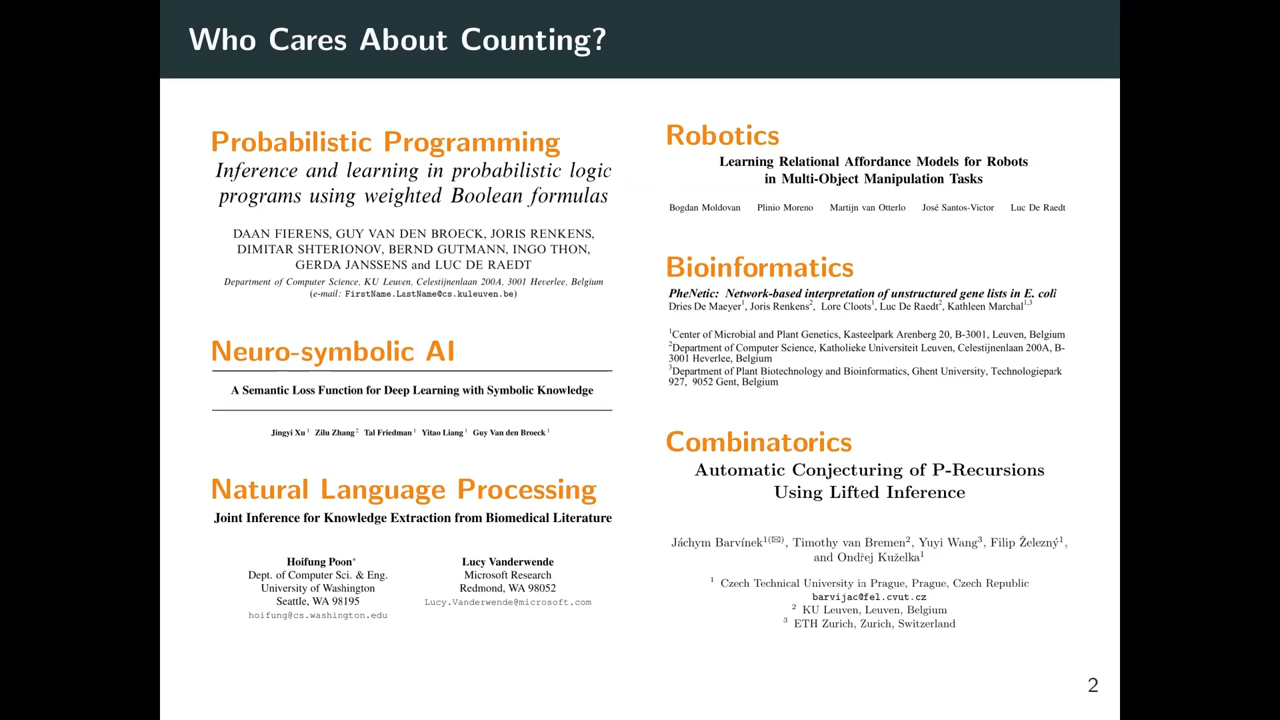 Who Cares About Counting?
Probabilistic Programming
Inference and learning in probabilistic logic
programs using weighted Boolean formulas
DAAN FIERENS, GUY VAN DEN BROECK, JORIS RENKENS,
DIMITAR SHTERIONOV, BERND GUTMANN, INGO THON,
GERDA JANSSENS and LUC DE RAEDT
Department of Computer Science, KU Leuven, Celestijnenlaan 200A, 3001 Heverlee, Belgium
(e-mail: FirstName.LastName@cs.kuleuven.be)
Neuro-symbolic AI
A Semantic Loss Function for Deep Learning with Symbolic Knowledge
Jingyi Xu¹ Zilu Zhang² Tal Friedman¹ Yitao Liang¹ Guy Van den Broeck¹
Natural Language Processing
Joint Inference for Knowledge Extraction from Biomedical Literature
Hoifung Poon*
Dept. of Computer Sci. & Eng.
University of Washington
Seattle, WA 98195
hoifung@cs.washington.edu
Lucy Vanderwende
Microsoft Research
Redmond, WA 98052
Lucy.Vanderwende@microsoft.com
Robotics
Learning Relational Affordance Models for Robots
in Multi-Object Manipulation Tasks
Bogdan Moldovan Plinio Moreno Martijn van Otterlo José Santos-Victor Luc De Raedt
Bioinformatics
PheNetic: Network-based interpretation of unstructured gene lists in E. coli
Dries De Maeyer¹, Joris Renkens², Lore Cloots¹, Luc De Raedt², Kathleen Marchal¹,³
¹Center of Microbial and Plant Genetics, Kasteelpark Arenberg 20, B-3001, Leuven, Belgium
²Department of Computer Science, Katholieke Universiteit Leuven, Celestijnenlaan 200A, B-
3001 Heverlee, Belgium
³Department of Plant Biotechnology and Bioinformatics, Ghent University, Technologiepark
927, 9052 Gent, Belgium
Combinatorics
Automatic Conjecturing of P-Recursions
Using Lifted Inference
Jáchym Barvínek¹(✉), Timothy van Bremen², Yuyi Wang³, Filip Železný¹,
and Ondřej Kuželka¹
¹ Czech Technical University in Prague, Prague, Czech Republic
barvijac@fel.cvut.cz
² KU Leuven, Leuven, Belgium
³ ETH Zurich, Zurich, Switzerland
2